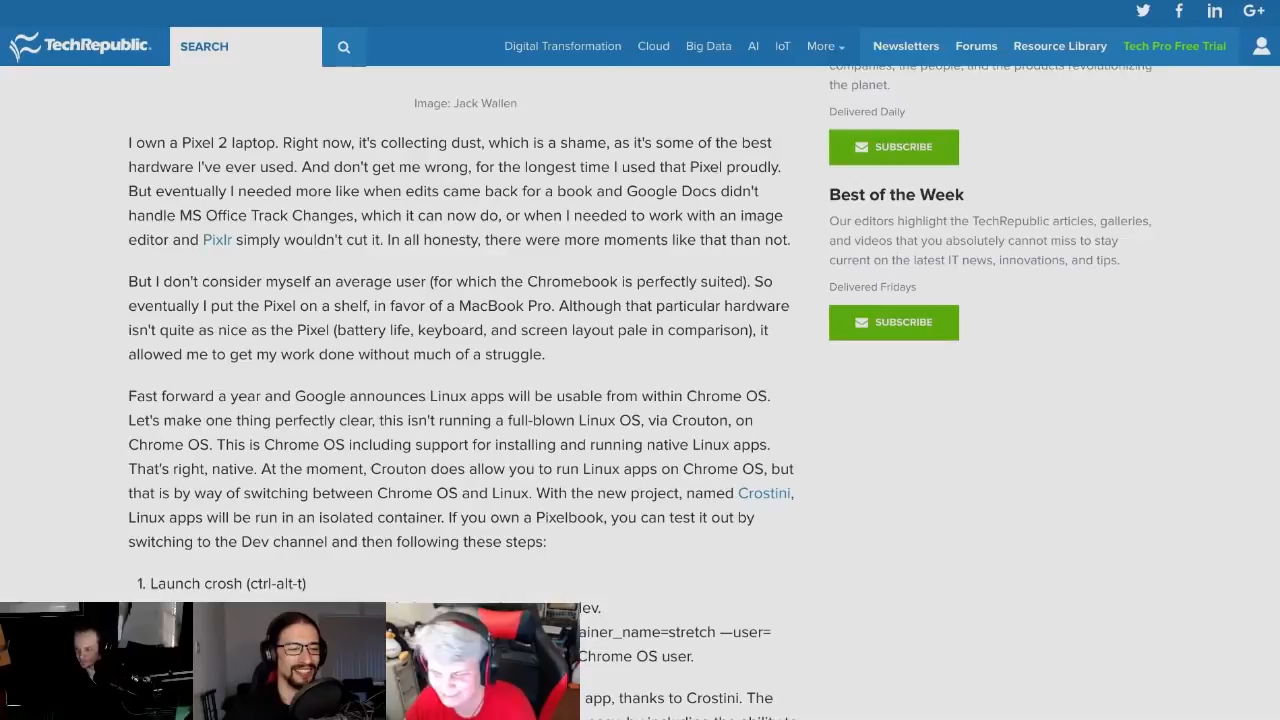 TechRepublic.
SEARCH
Digital Transformation Cloud Big Data AI IoT More Newsletters Forums Resource Library Tech Pro Free Trial
Image: Jack Wallen
I own a Pixel 2 laptop. Right now, it's collecting dust, which is a shame, as it's some of the best
hardware I've ever used. And don't get me wrong, for the longest time I used that Pixel proudly.
But eventually I needed more like when edits came back for a book and Google Docs didn't
handle MS Office Track Changes, which it can now do, or when I needed to work with an image
editor and Pixlr simply wouldn't cut it. In all honesty, there were more moments like that than not.
But I don't consider myself an average user (for which the Chromebook is perfectly suited). So
eventually I put the Pixel on a shelf, in favor of a MacBook Pro. Although that particular hardware
isn't quite as nice as the Pixel (battery life, keyboard, and screen layout pale in comparison), it
allowed me to get my work done without much of a struggle.
Fast forward a year and Google announces Linux apps will be usable from within Chrome OS.
Let's make one thing perfectly clear, this isn't running a full-blown Linux OS, via Crouton, on
Chrome OS. This is Chrome OS including support for installing and running native Linux apps.
That's right, native. At the moment, Crouton does allow you to run Linux apps on Chrome OS, but
that is by way of switching between Chrome OS and Linux. With the new project, named Crostini,
Linux apps will be run in an isolated container. If you own a Pixelbook, you can test it out by
switching to the Dev channel and then following these steps:
1. Launch crosh (ctrl-alt-t)
dev.
ainer_name=stretch —user=
Chrome OS user.
app, thanks to Crostini. The
companies, the people, and the products revolutionizing
the planet.
Delivered Daily
SUBSCRIBE
Best of the Week
Our editors highlight the TechRepublic articles, galleries,
and videos that you absolutely cannot miss to stay
current on the latest IT news, innovations, and tips.
Delivered Fridays
SUBSCRIBE